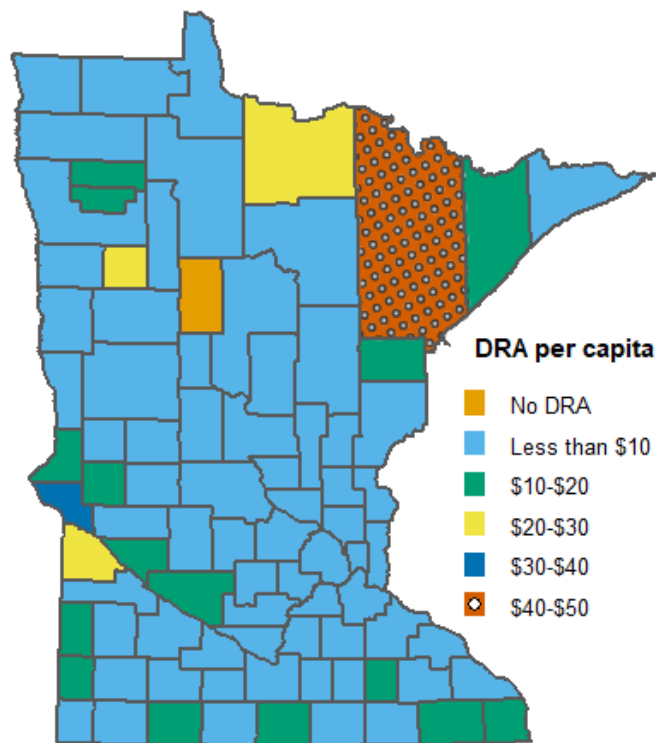 DRA per capita
No DRA
Less than $10
$10-$20
$20-$30
$30-$40
$40-$50